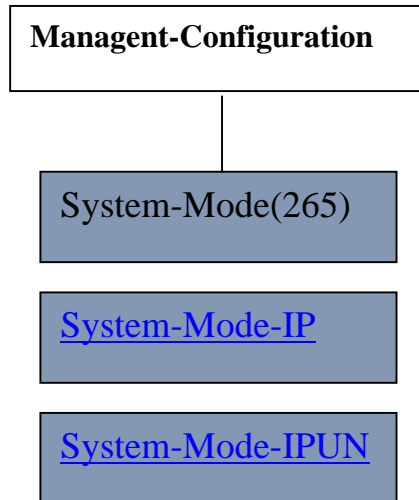 Managent-Configuration
System-Mode(265)
System-Mode-IP
System-Mode-IPUN